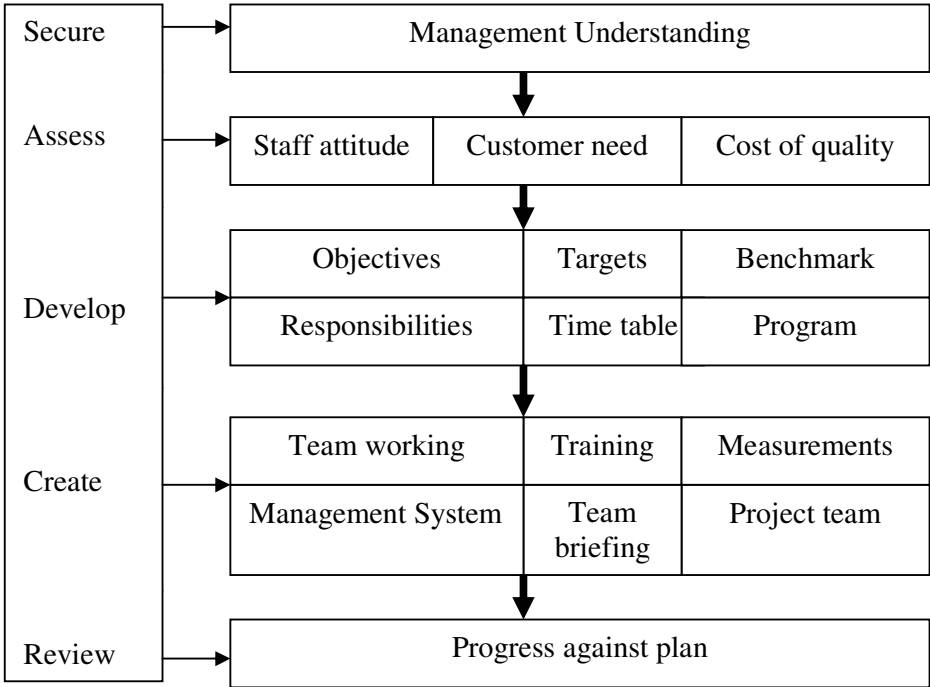 Secure
Management Understanding
Assess
Staff attitude
Customer need
Cost of quality
Develop
Objectives
Targets
Benchmark
Responsibilities
Time table
Program
Create
Team working
Training
Measurements
Management System
Team
briefing
Project team
Review
Progress against plan